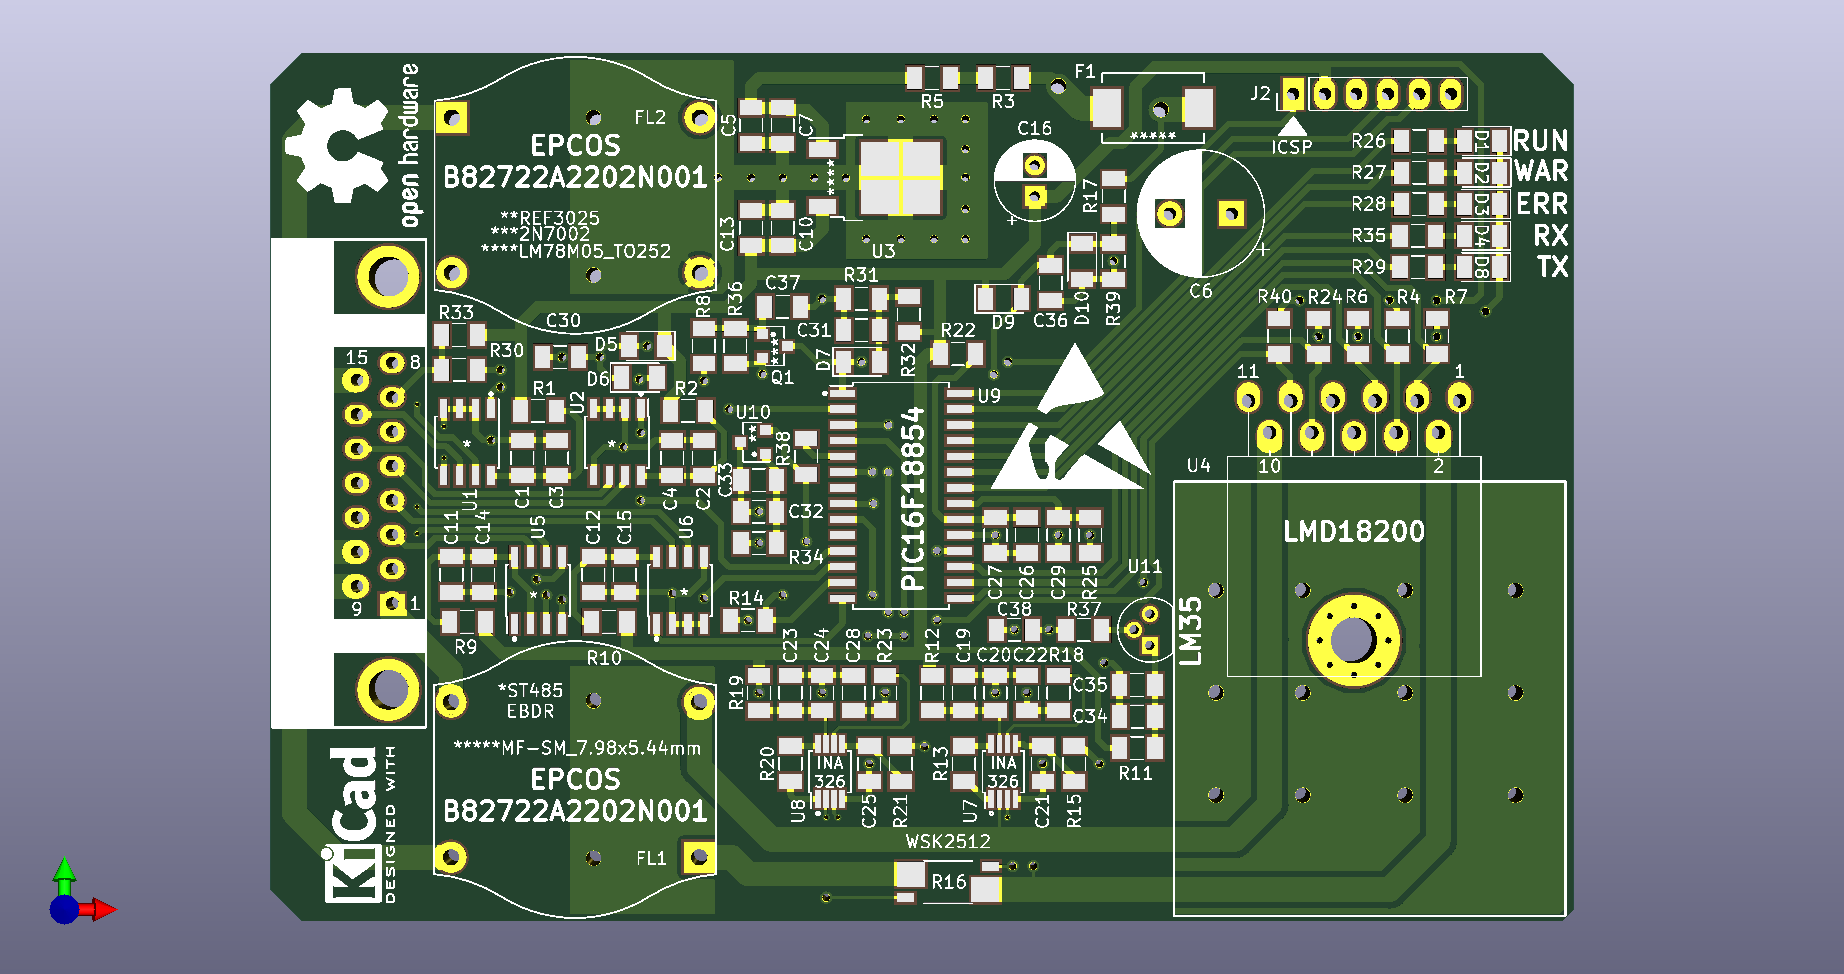 open hardware
FL2
EPCOS
B82722A2202N001
**REF3025
***2N7002
****LM78M05_TO252
C5
C7
C13
C10
****
U3
R5
R3
F1
*****
C16
+
R17
C6
+
J2
ICSP
R26
D1
RUN
R27
D2
WAR
R28
D3
ERR
R35
D4
RX
R29
D8
TX
R33
R30
C30
D5
D6
R8
R36
C37
C31
R31
***
Q1
D7
R32
R22
D9
C36
D10
R39
R40
R24
R6
R4
R7
15
8
9
1
R1
U2
R2
U10
**
R38
U9
PIC16F18854
11
1
10
2
U4
LMD18200
*
*
U1
C1
C3
C4
C2
C33
C32
R34
C11
C14
U5
C12
C15
U6
*
*
R9
R10
R14
C27
C26
C29
R25
U11
LM35
C38
R37
C23
C24
C28
R23
R12
C19
C20
C22
R18
R19
C35
C34
R11
*ST485
EBDR
*****MF-SM_7.98x5.44mm
EPCOS
B82722A2202N001
FL1
R20
INA
326
U8
C25
R21
R13
INA
326
U7
C21
R15
WSK2512
R16
KiCad
DESIGNED WITH